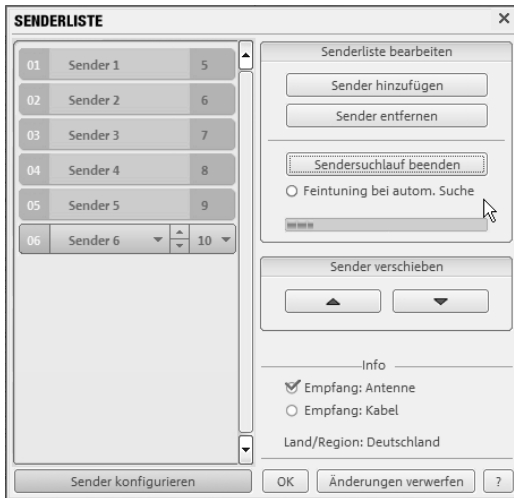 SENDERLISTE
01 Sender 1 5
02 Sender 2 6
03 Sender 3 7
04 Sender 4 8
05 Sender 5 9
06 Sender 6 10
Sender konfigurieren
Senderliste bearbeiten
Sender hinzufügen
Sender entfernen
Sendersuchlauf beenden
Feintuning bei autom. Suche
Sender verschieben
Info
Empfang: Antenne
Empfang: Kabel
Land/Region: Deutschland
OK Änderungen verwerfen ?